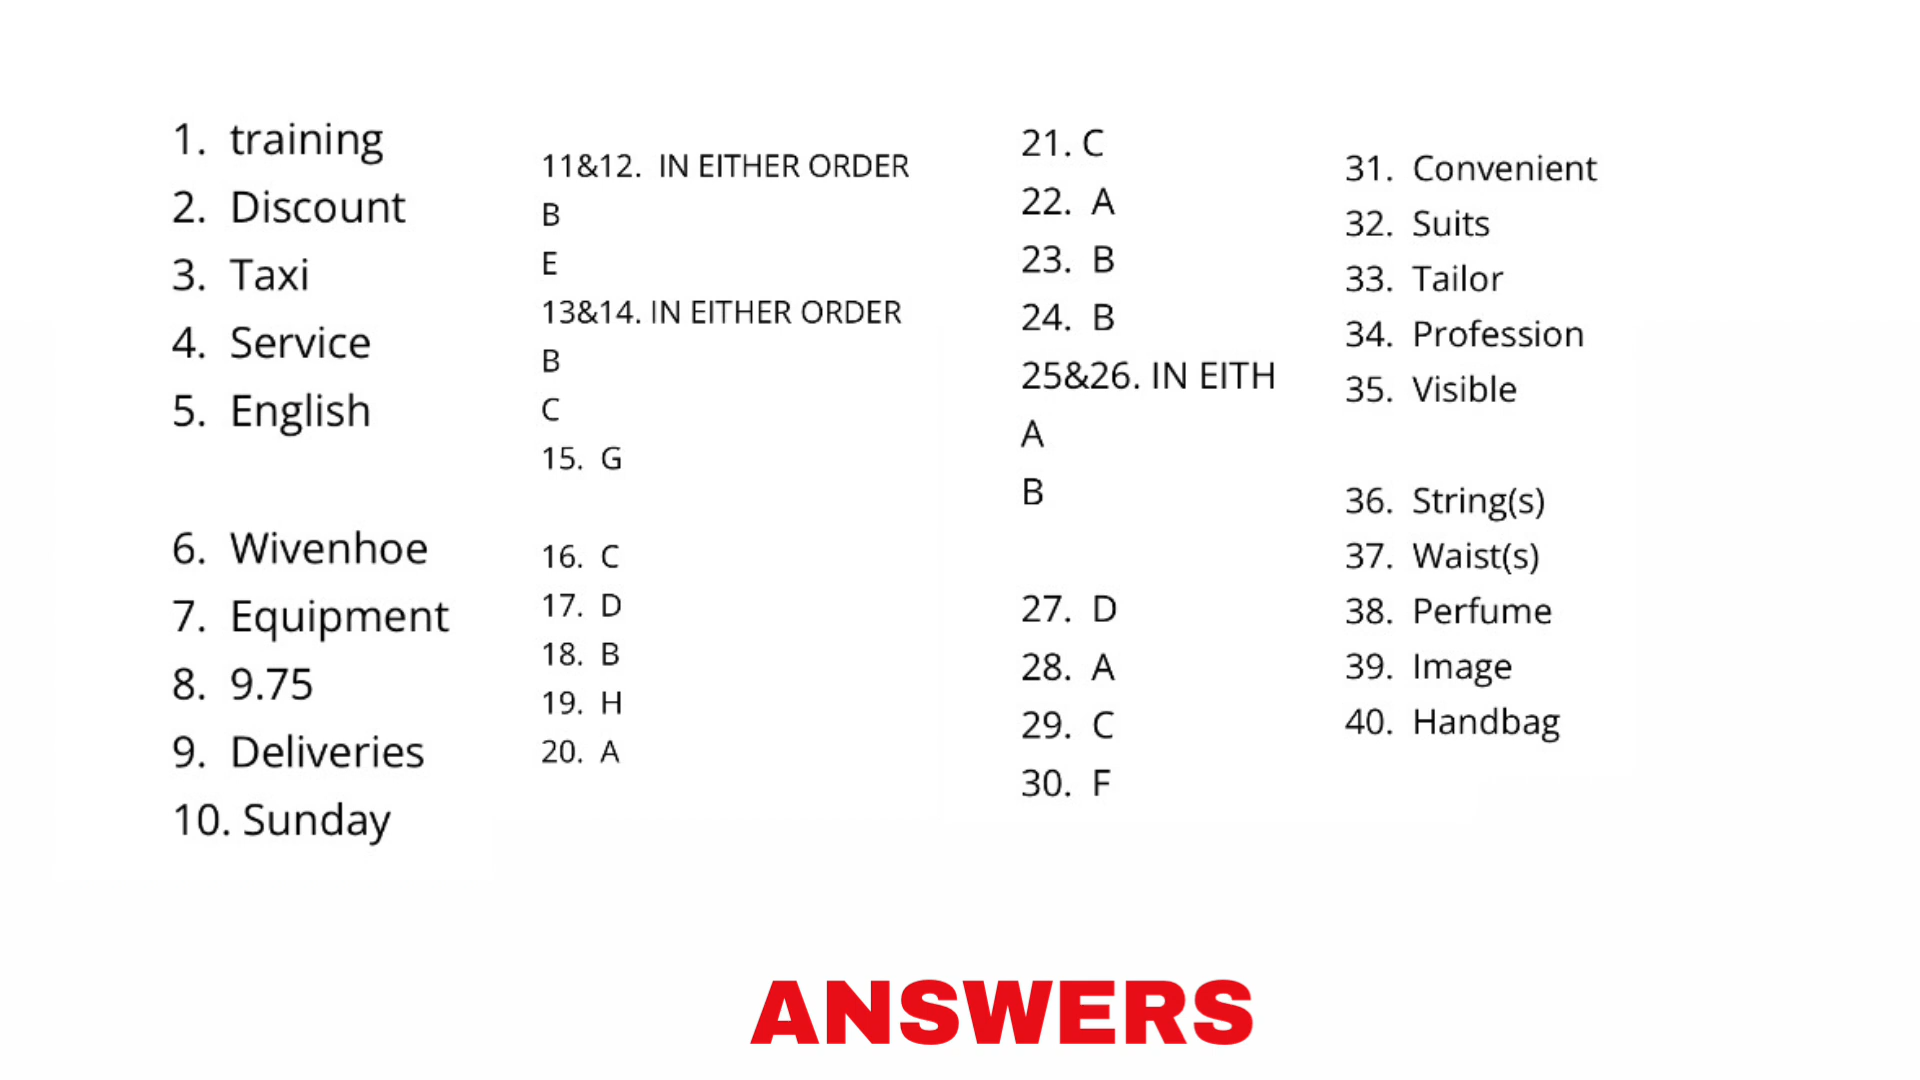 1. training
2. Discount
3. Taxi
4. Service
5. English
6. Wivenhoe
7. Equipment
8. 9.75
9. Deliveries
10. Sunday
11&12. IN EITHER ORDER
B
E
13&14. IN EITHER ORDER
B
C
15. G
16. C
17. D
18. B
19. H
20. A
21. C
22. A
23. B
24. B
25&26. IN EITH
A
B
27. D
28. A
29. C
30. F
31. Convenient
32. Suits
33. Tailor
34. Profession
35. Visible
36. String(s)
37. Waist(s)
38. Perfume
39. Image
40. Handbag
ANSWERS